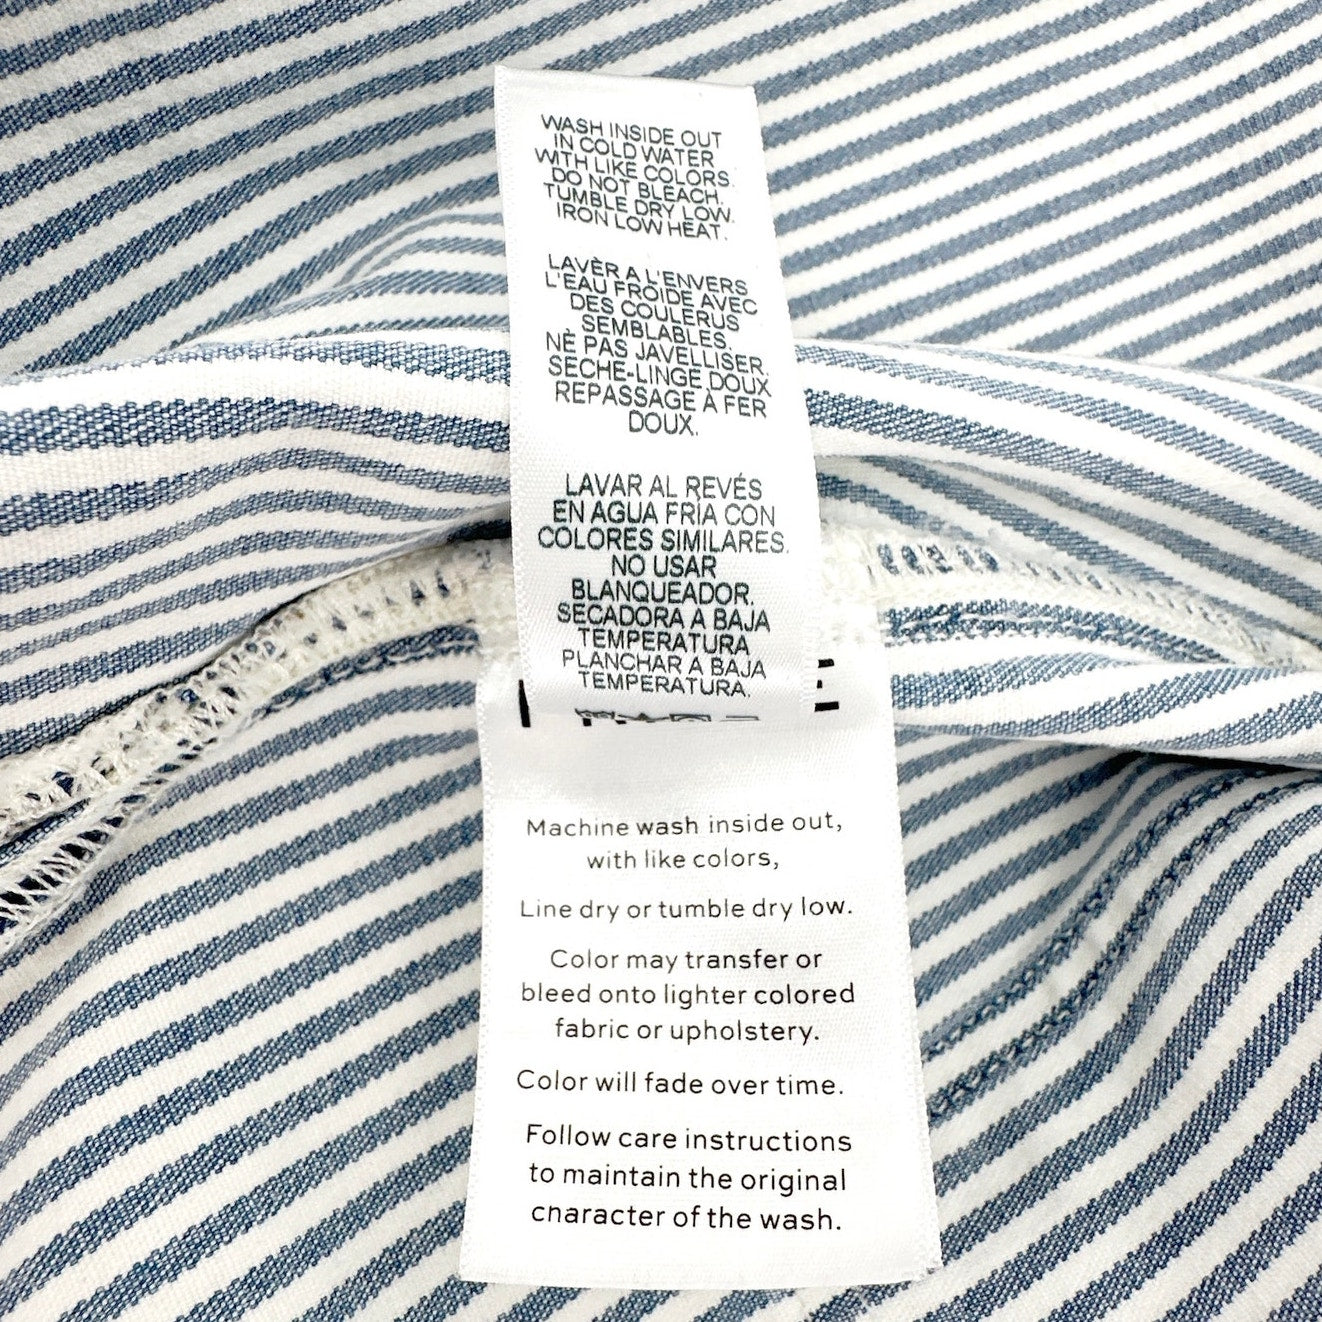 WASH INSIDE OUT
IN COLD WATER
WITH LIKE COLORS.
DO NOT BLEACH.
TUMBLE DRY LOW.
IRON LOW HEAT.
LAVÈR A L'ENVERS
L'EAU FROIDE AVEC
DES COULERUS
SEMBLABLES.
NÈ PAS JAVELLISER.
SECHE-LINGE DOUX
REPASSAGE À FER
DOUX.
LAVAR AL REVÉS
EN AGUA FRIA CON
COLORES SIMILARES.
NO USAR
BLANQUEADOR.
SECADORA A BAJA
TEMPERATURA
PLANCHAR A BAJA
TEMPERATURA.
Machine wash inside out,
with like colors,
Line dry or tumble dry low.
Color may transfer or
bleed onto lighter colored
fabric or upholstery.
Color will fade over time.
Follow care instructions
to maintain the original
character of the wash.